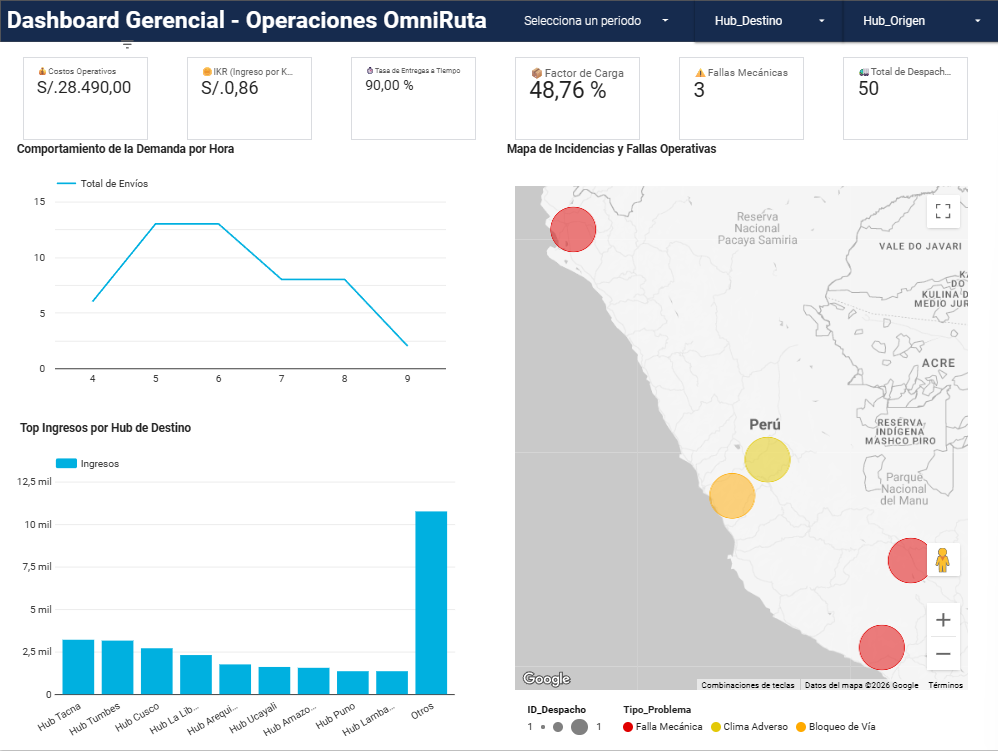 Dashboard Gerencial - Operaciones OmniRuta
Selecciona un periodo
Hub_Destino
Hub_Origen
Costos Operativos
S/.28.490,00
IKR (Ingreso por K...
S/.0,86
Tasa de Entregas a Tiempo
90,00 %
Factor de Carga
48,76 %
Fallas Mecánicas
3
Total de Despach...
50
Comportamiento de la Demanda por Hora
Total de Envíos
15
10
5
0
4 5 6 7 8 9
Top Ingresos por Hub de Destino
Ingresos
12,5 mil
10 mil
7,5 mil
5 mil
2,5 mil
0
Hub Tacna
Hub Tumbes
Hub Cusco
Hub La Lib...
Hub Arequi...
Hub Ucayali
Hub Amazo...
Hub Puno
Hub Lamba...
Otros
Mapa de Incidencias y Fallas Operativas
Reserva
Nacional
Pacaya Samiria
VALE DO JAVARI
KULINA D
MEDIO JUR
ACRE
RESERVA
INDÍGENA
MASHCO PIRO
Perú
Parque
Nacional
del Manu
Google
Combinaciones de teclas
Datos del mapa ©2026 Google
Términos
ID_Despacho
1 1
Tipo_Problema
Falla Mecánica
Clima Adverso
Bloqueo de Vía